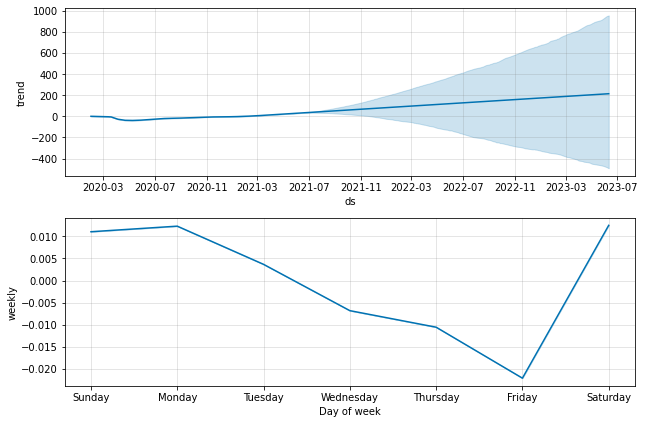 1000
800
600
400
200
0
−200
−400
trend
2020-03 2020-07 2020-11 2021-03 2021-07 2021-11 2022-03 2022-07 2022-11 2023-03 2023-07
ds
0.010
0.005
0.000
−0.005
−0.010
−0.015
−0.020
weekly
Sunday Monday Tuesday Wednesday Thursday Friday Saturday
Day of week